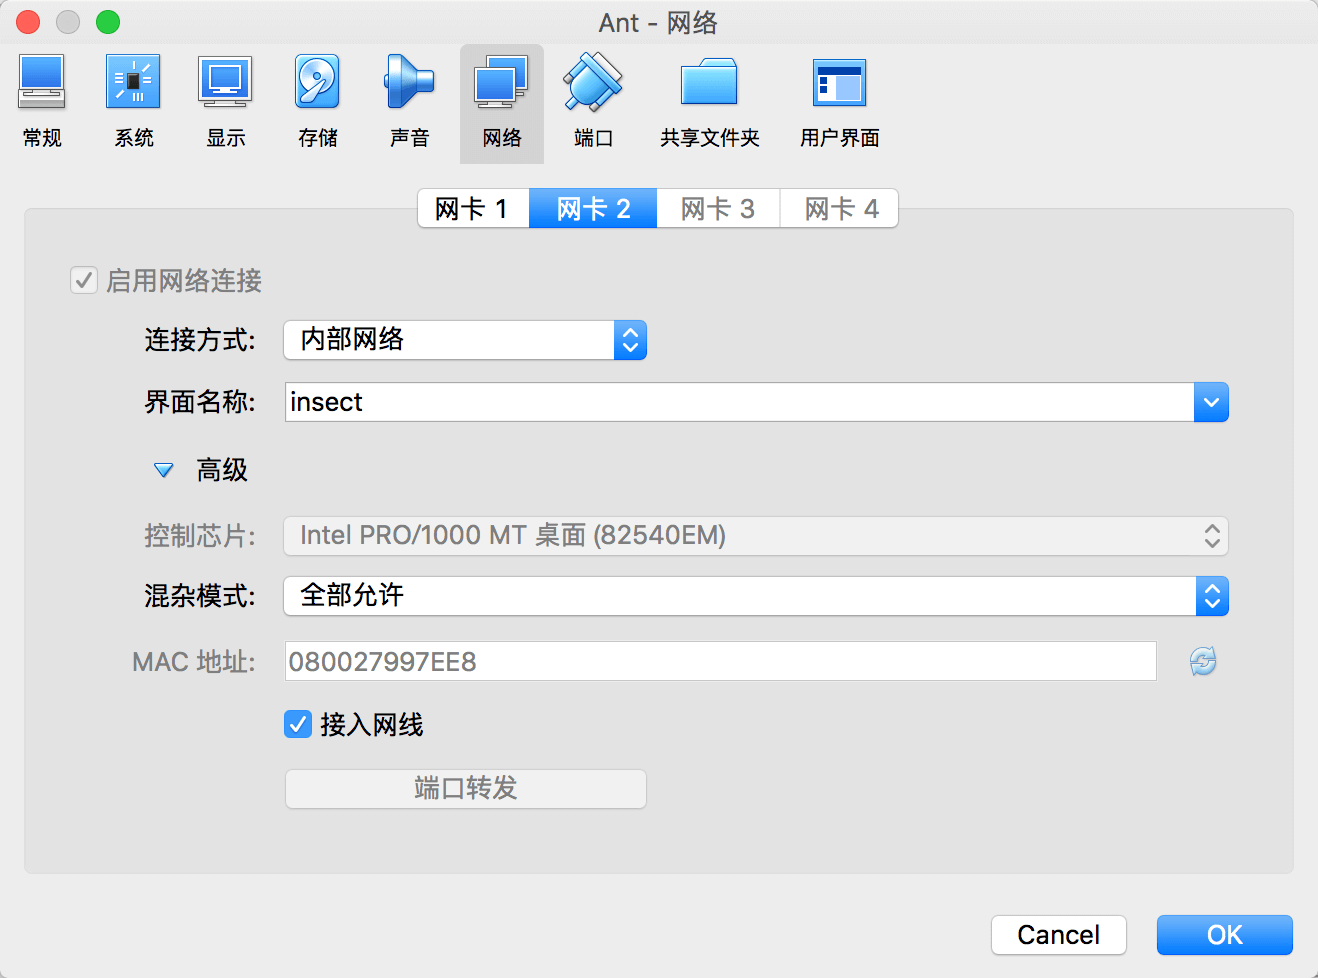 Ant - 网络
常规 系统 显示 存储 声音 网络 端口 共享文件夹 用户界面
网卡 1 网卡 2 网卡 3 网卡 4
启用网络连接
连接方式: 内部网络
界面名称: insect
高级
控制芯片: Intel PRO/1000 MT 桌面 (82540EM)
混杂模式: 全部允许
MAC 地址: 080027997EE8
接入网线
端口转发
Cancel OK